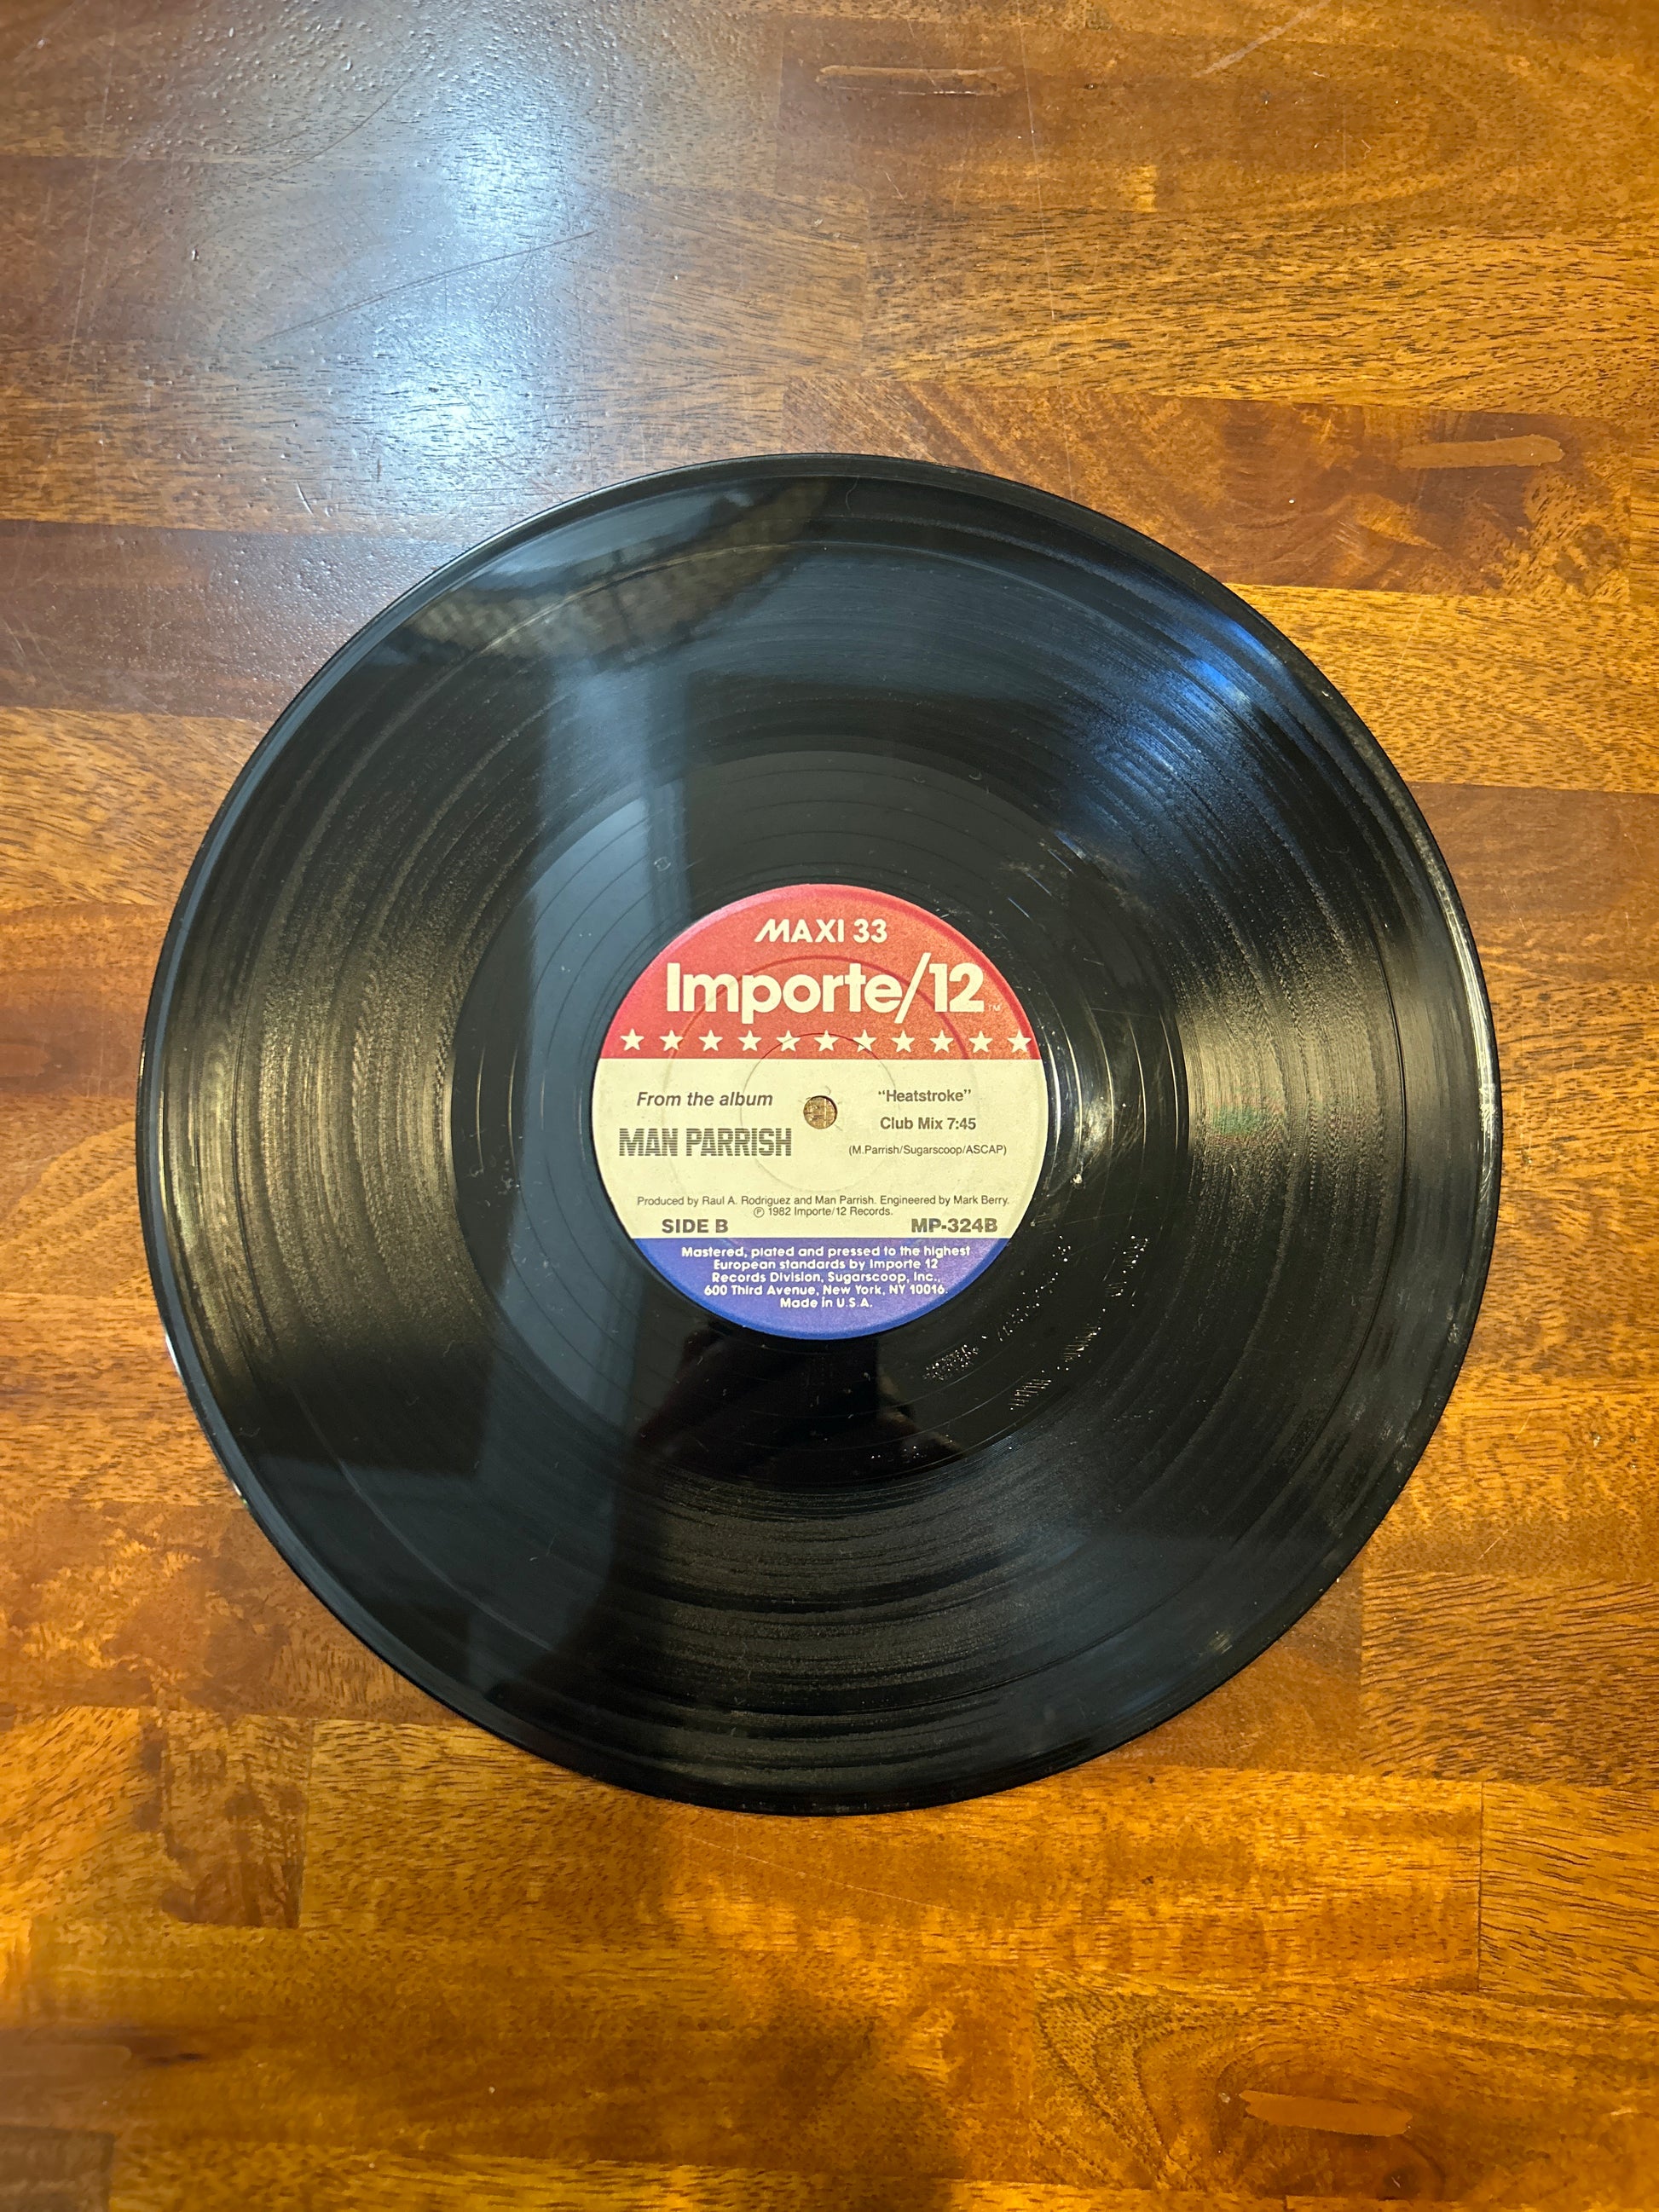 MAXI 33
Importe/12™
From the album
MAN PARRISH
"Heatstroke"
Club Mix 7:45
(M.Parrish/Sugarscoop/ASCAP)
Produced by Raul A. Rodriguez and Man Parrish. Engineered by Mark Berry.
℗ 1982 Importe/12 Records.
SIDE B MP-324B
Mastered, plated and pressed to the highest
European standards by Importe 12
Records Division, Sugarscoop, Inc.,
600 Third Avenue, New York, NY 10016.
Made in U.S.A.